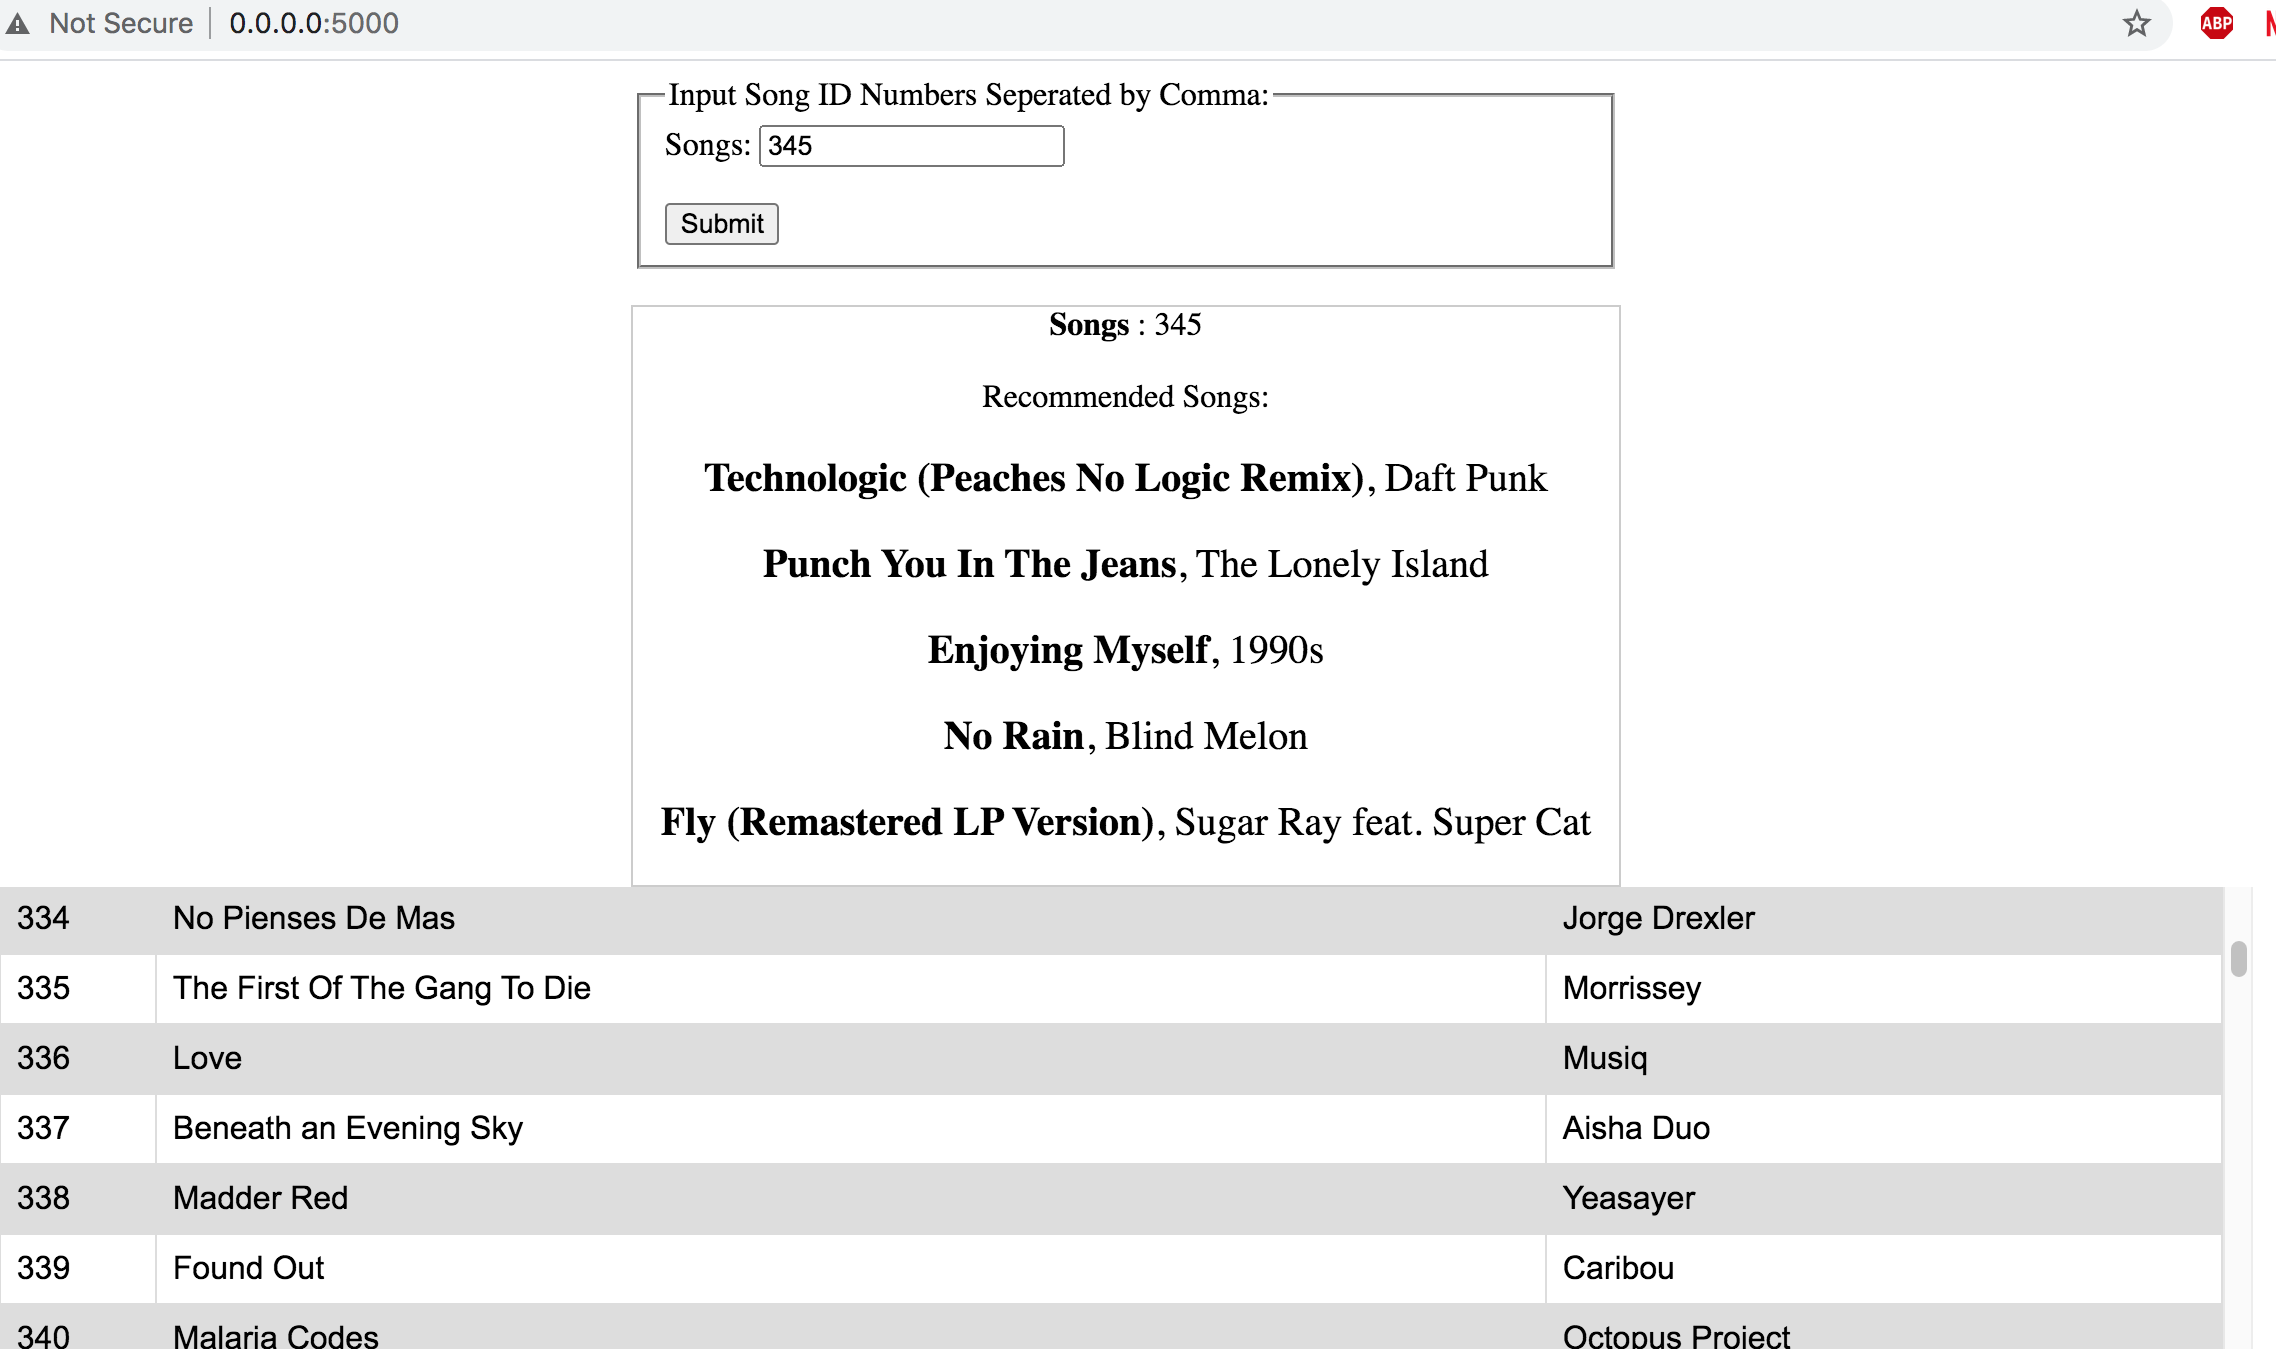 Not Secure | 0.0.0.0:5000
ABP
Input Song ID Numbers Seperated by Comma:
Songs: 345
Submit
Songs : 345
Recommended Songs:
Technologic (Peaches No Logic Remix), Daft Punk
Punch You In The Jeans, The Lonely Island
Enjoying Myself, 1990s
No Rain, Blind Melon
Fly (Remastered LP Version), Sugar Ray feat. Super Cat
334 No Pienses De Mas Jorge Drexler
335 The First Of The Gang To Die Morrissey
336 Love Musiq
337 Beneath an Evening Sky Aisha Duo
338 Madder Red Yeasayer
339 Found Out Caribou
340 Malaria Codes Octopus Project